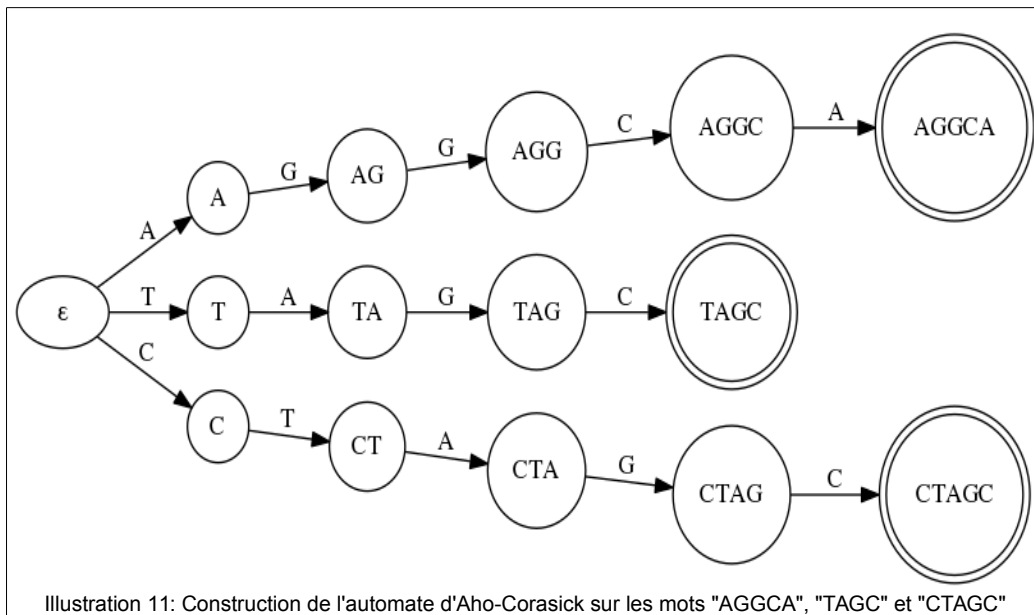 A G AG G AGG C AGGC A AGGCA
A
ε T T A TA G TAG C TAGC
C
C T CT A CTA G CTAG C CTAGC
Illustration 11: Construction de l'automate d'Aho-Corasick sur les mots "AGGCA", "TAGC" et "CTAGC"